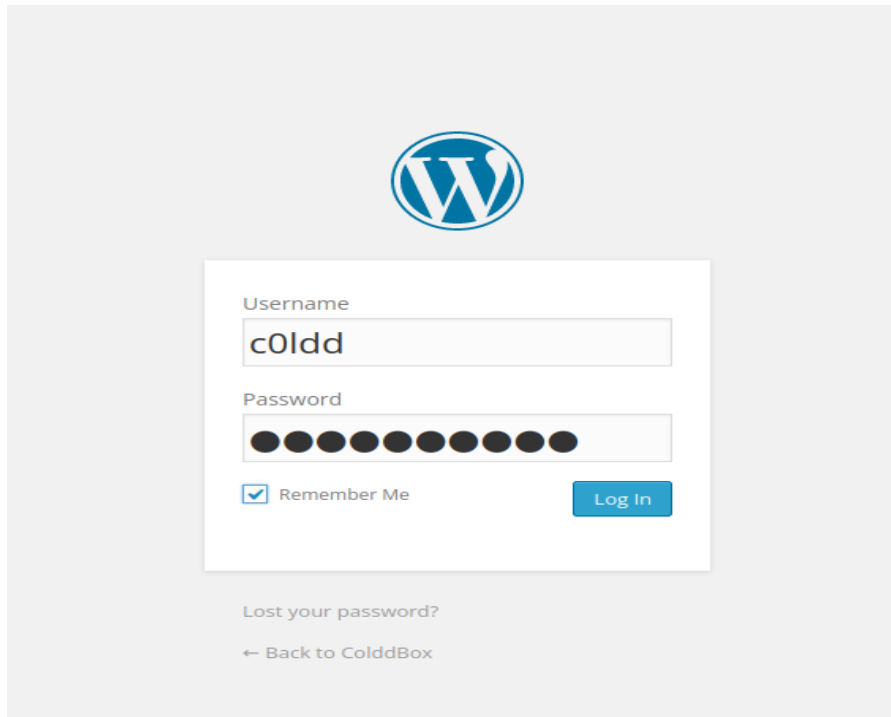 Username
c0ldd
Password
Remember Me
Log In
Lost your password?
← Back to ColddBox